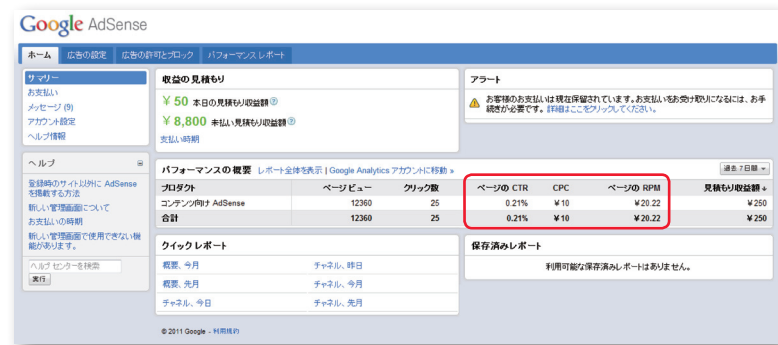 Google AdSense
ホーム 広告の設定 広告の許可とブロック パフォーマンス レポート
サマリー
お支払い
メッセージ (9)
アカウント設定
ヘルプ情報
収益の見積もり
¥ 50 本日の見積もり収益額
¥ 8,800 未払い見積もり収益額
支払い時期
アラート
お客様のお支払いは現在保留されています。お支払いをお受け取りになるには、お手
続きが必要です。詳細はここをクリックしてください。
ヘルプ
登録時のサイト以外に AdSense
を掲載する方法
新しい管理画面について
お支払いの時期
新しい管理画面で使用できない機
能があります。
ヘルプ センターを検索
実行
パフォーマンスの概要 レポート全体を表示 | Google Analytics アカウントに移動 »
過去 7日間
プロダクト ページビュー クリック数 ページの CTR CPC ページの RPM 見積もり収益額
コンテンツ向け AdSense 12360 25 0.21% ¥10 ¥20.22 ¥250
合計 12360 25 0.21% ¥10 ¥20.22 ¥250
クイックレポート
概要、今月 チャネル、昨日
概要、先月 チャネル、今月
チャネル、今日 チャネル、先月
保存済みレポート
利用可能な保存済みレポートはありません。
© 2011 Google - 利用規約